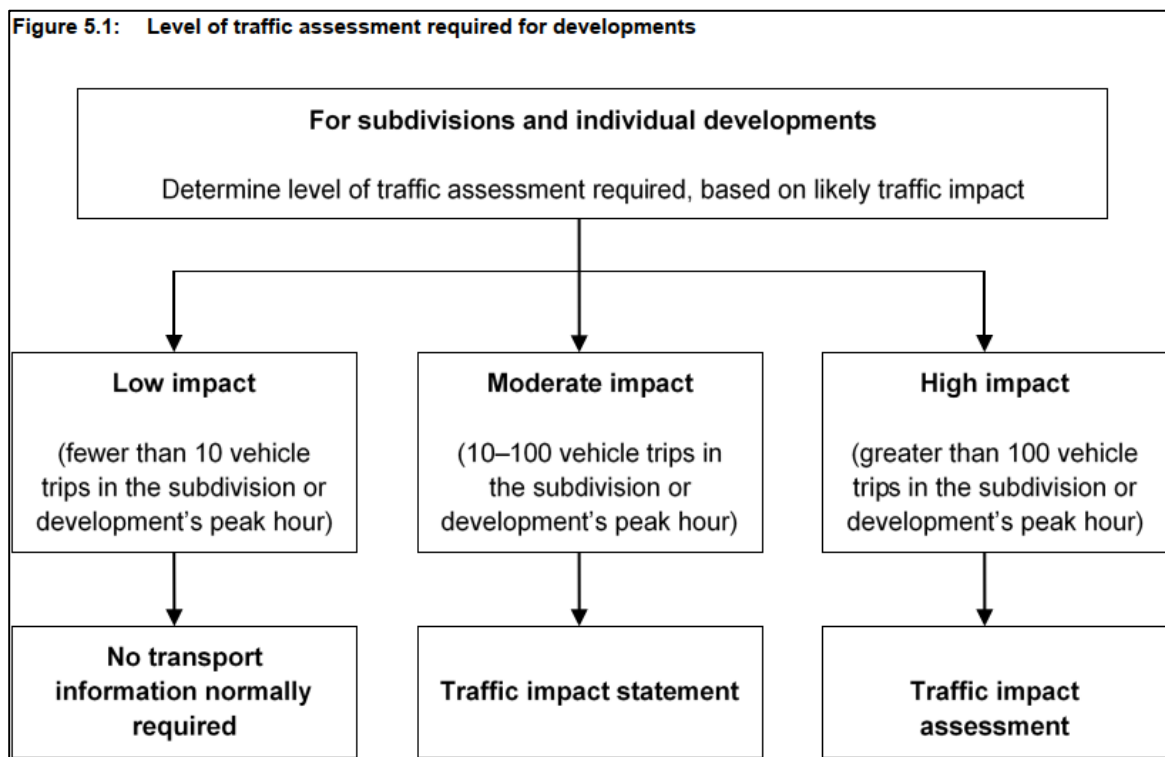 Figure 5.1: Level of traffic assessment required for developments
For subdivisions and individual developments
Determine level of traffic assessment required, based on likely traffic impact
Low impact
(fewer than 10 vehicle
trips in the subdivision or
development's peak hour)
Moderate impact
(10–100 vehicle trips in
the subdivision or
development's peak hour)
High impact
(greater than 100 vehicle
trips in the subdivision or
development's peak hour)
No transport
information normally
required
Traffic impact statement
Traffic impact
assessment